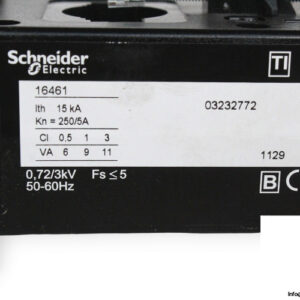 Schneider
Electric
TI
16461
Ith 15 kA
03232772
Kn = 250/5A
Cl 0.5 1 3
VA 6 9 11
1129
0,72/3kV Fs ≤ 5
50-60Hz
B C